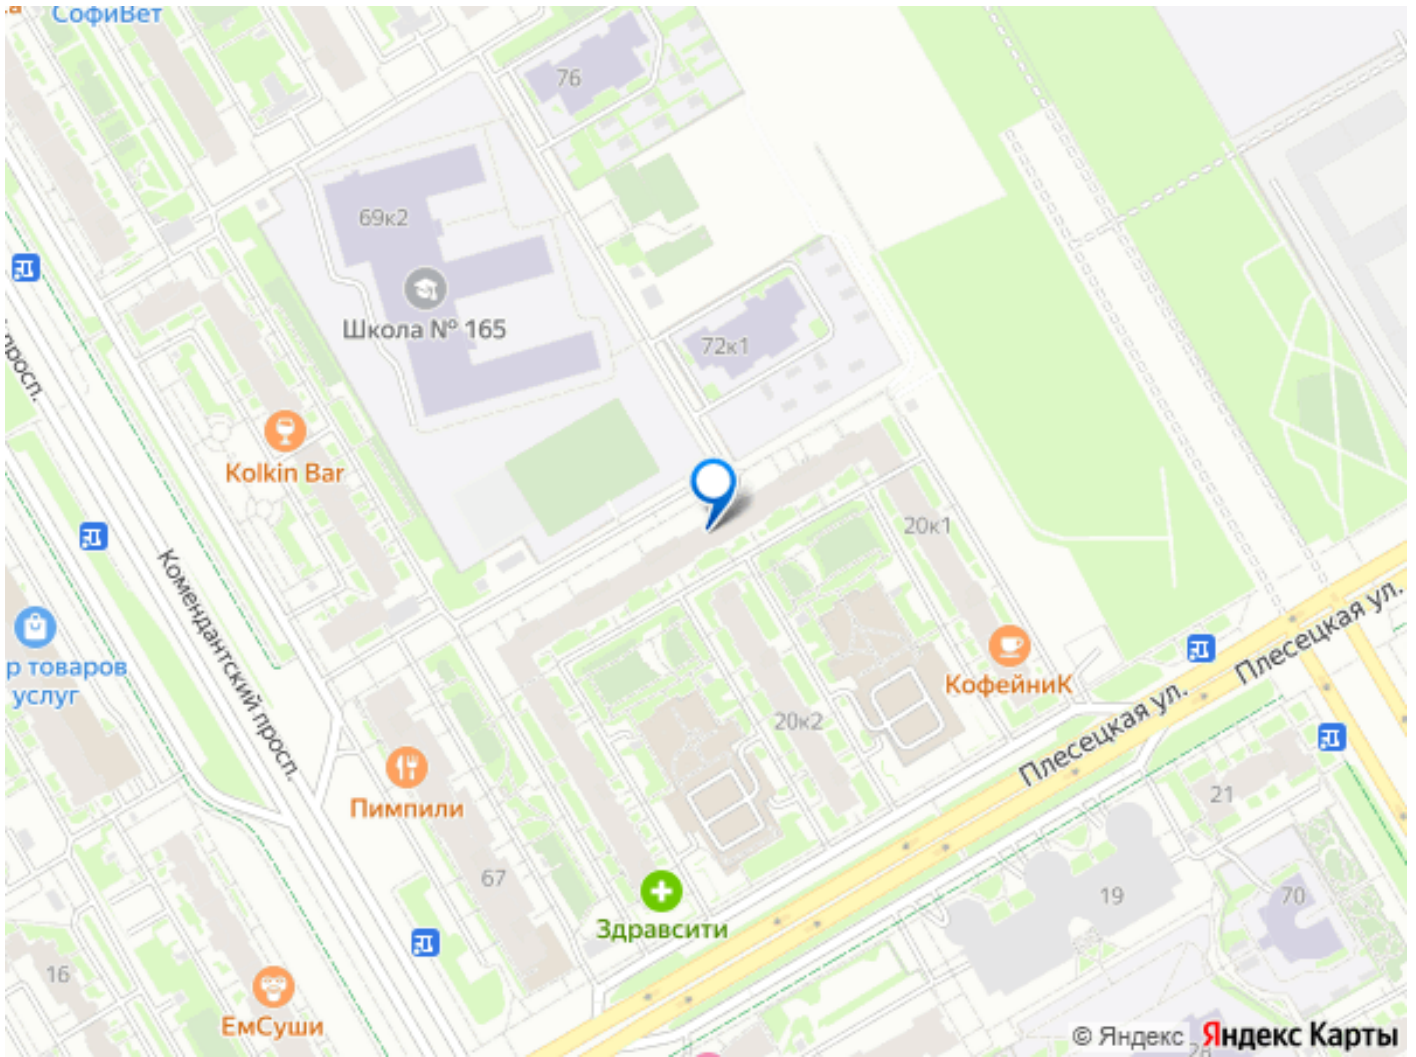 СофиВет
76
69к2
Школа № 165
72к1
просп.
Kolkin Bar
20к1
Комендантский просп.
р товаров
услуг
КофейниК
Плесецкая ул.
Плесецкая ул.
20к2
Пимпили
21
67
19
70
Здравсити
16
ЕмСуши
© Яндекс Яндекс Карты